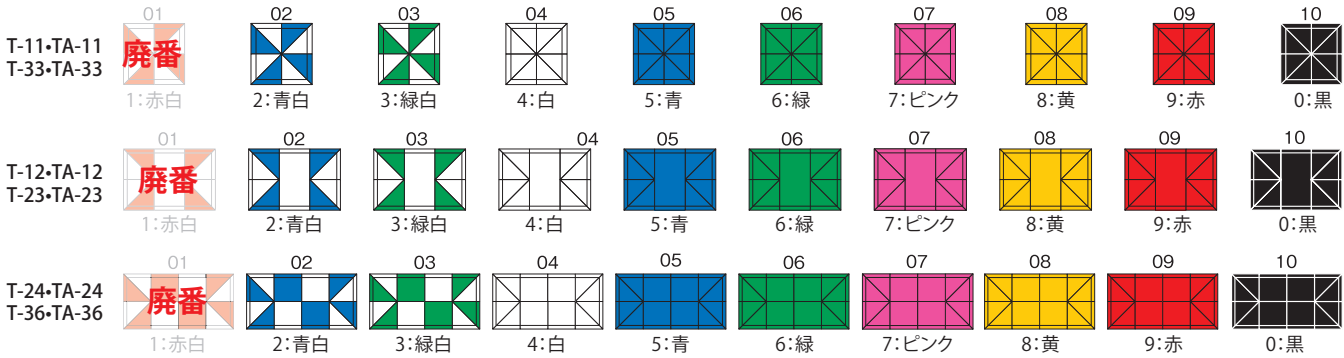 01 02 03 04 05 06 07 08 09 10
T-11•TA-11
T-33•TA-33
廃番
1：赤白 2：青白 3：緑白 4：白 5：青 6：緑 7：ピンク 8：黄 9：赤 0：黒
01 02 03 04 05 06 07 08 09 10
T-12•TA-12
T-23•TA-23
廃番
1：赤白 2：青白 3：緑白 4：白 5：青 6：緑 7：ピンク 8：黄 9：赤 0：黒
01 02 03 04 05 06 07 08 09 10
T-24•TA-24
T-36•TA-36
廃番
1：赤白 2：青白 3：緑白 4：白 5：青 6：緑 7：ピンク 8：黄 9：赤 0：黒